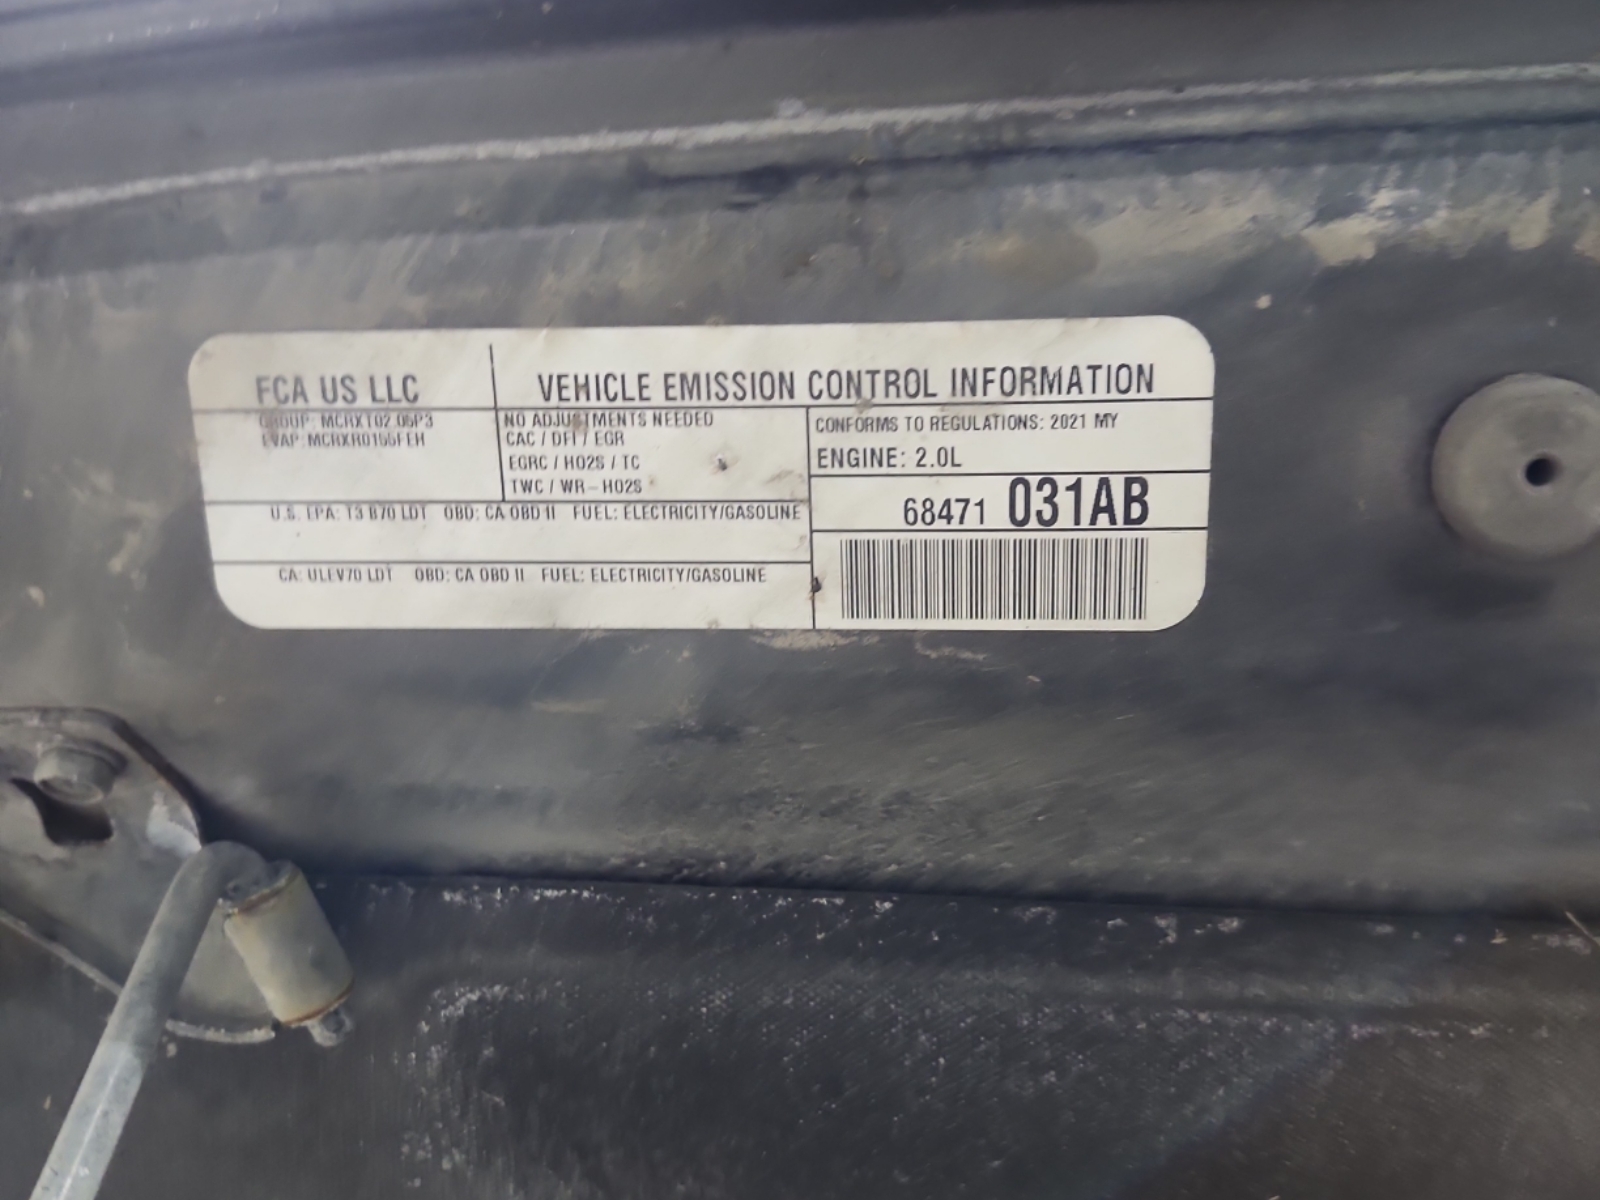 FCA US LLC
VEHICLE EMISSION CONTROL INFORMATION
GROUP: MCRXT02.05P3
EVAP: MCRXR0155FEH
NO ADJUSTMENTS NEEDED
CAC / DFI / EGR
EGRC / HO2S / TC
TWC / WR-HO2S
CONFORMS TO REGULATIONS: 2021 MY
ENGINE: 2.0L
68471 031AB
U.S. EPA: T3 B70 LDT OBD: CA OBD II FUEL: ELECTRICITY/GASOLINE
CA: ULEV70 LDT OBD: CA OBD II FUEL: ELECTRICITY/GASOLINE